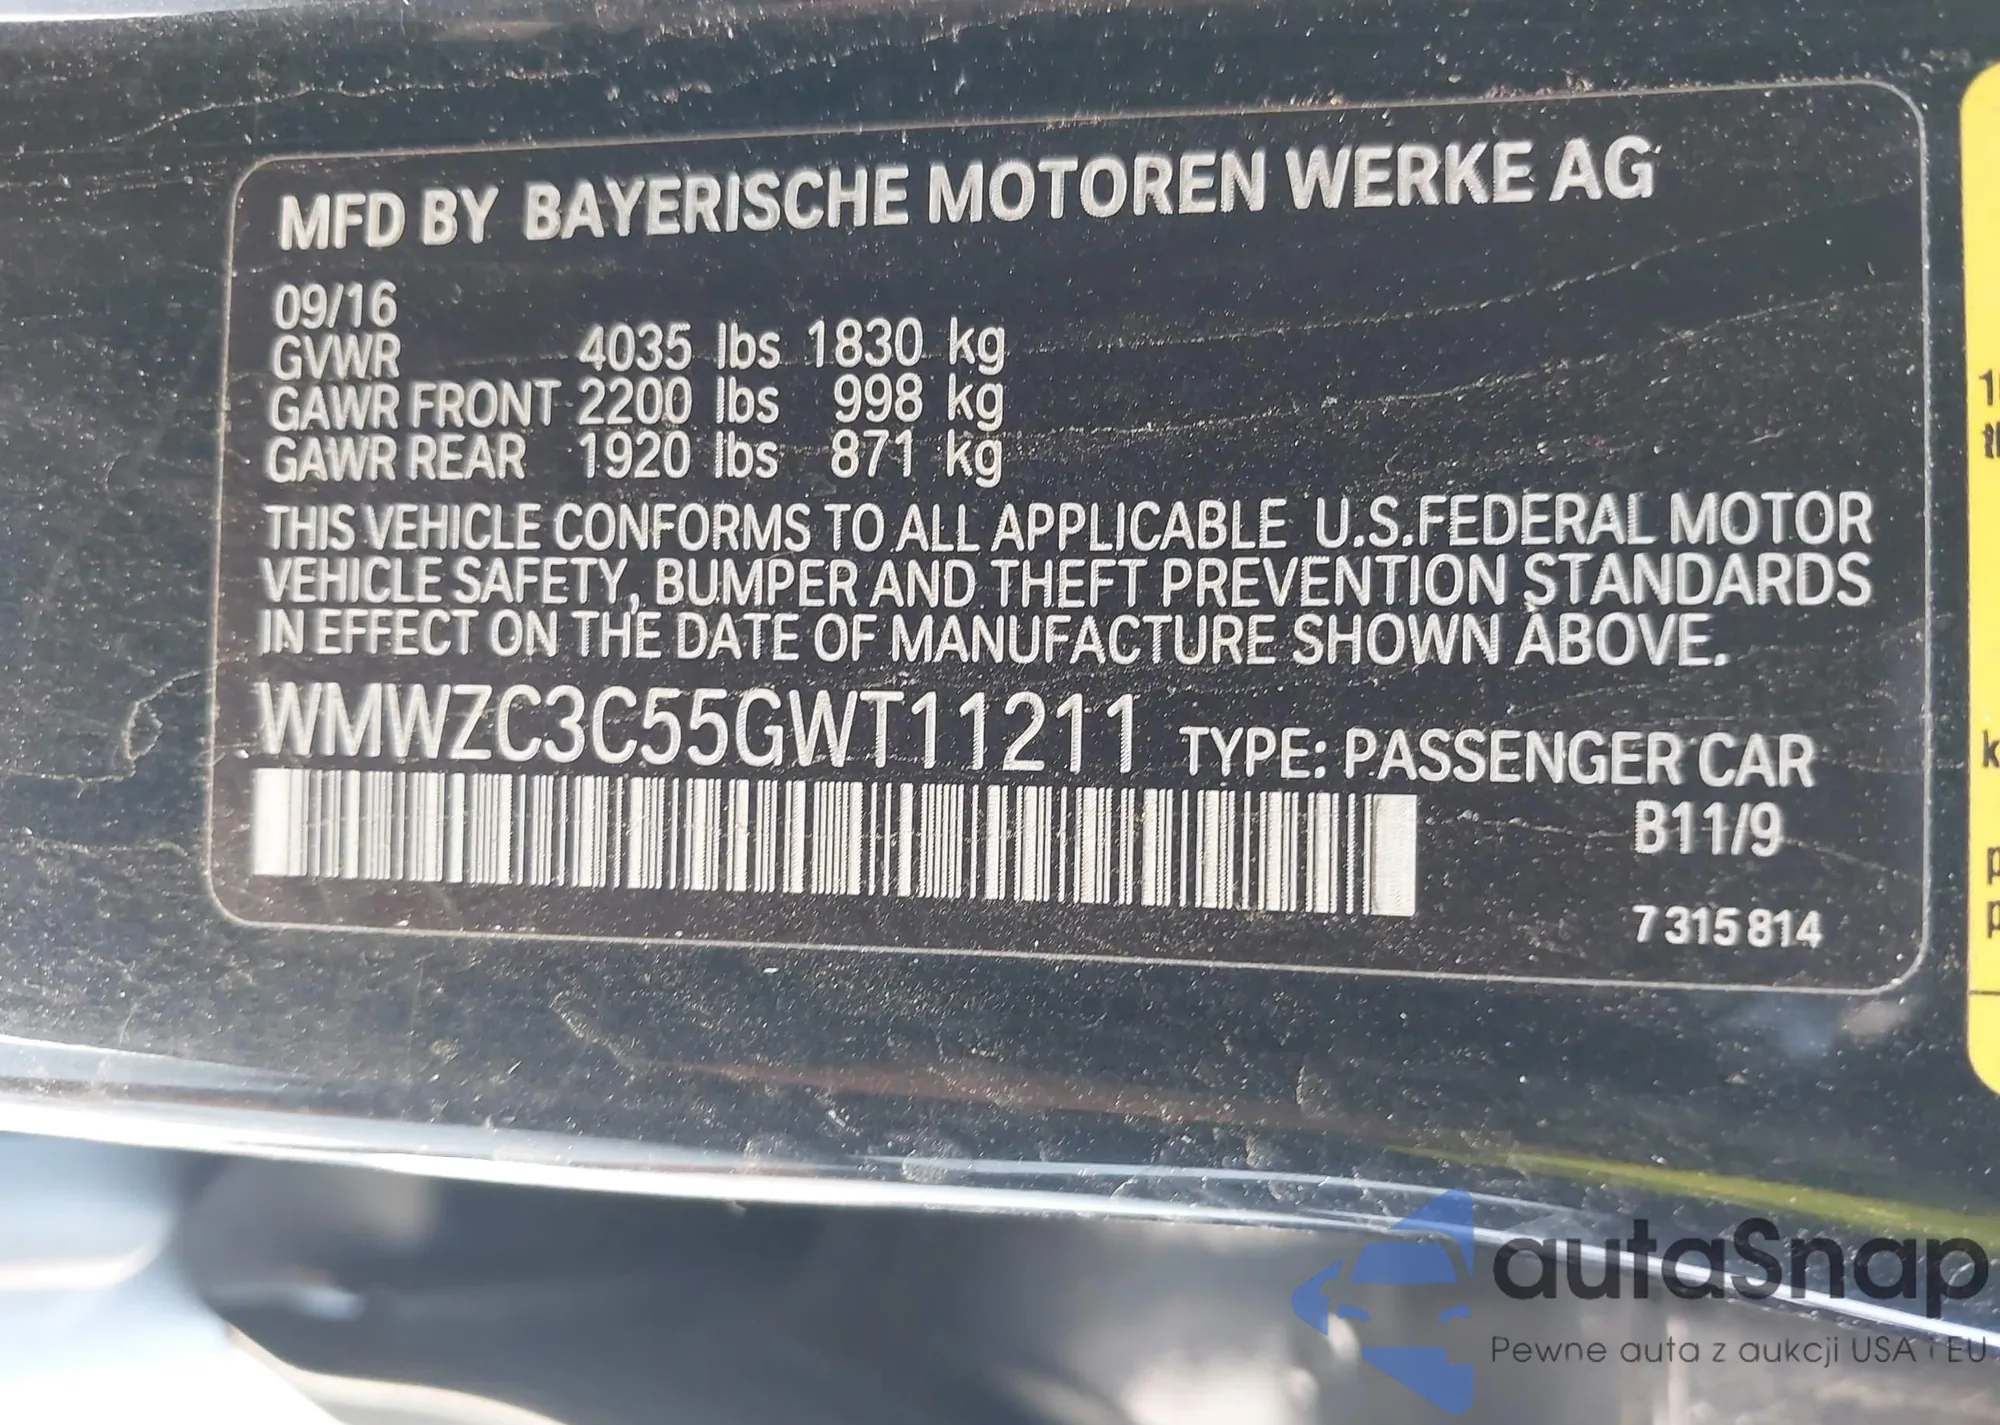 MFD BY BAYERISCHE MOTOREN WERKE AG
09/16
GVWR 4035 lbs 1830 kg
GAWR FRONT 2200 lbs 998 kg
GAWR REAR 1920 lbs 871 kg
THIS VEHICLE CONFORMS TO ALL APPLICABLE U.S.FEDERAL MOTOR
VEHICLE SAFETY, BUMPER AND THEFT PREVENTION STANDARDS
IN EFFECT ON THE DATE OF MANUFACTURE SHOWN ABOVE.
WMWZC3C55GWT11211 TYPE: PASSENGER CAR
B11/9
7 315 814
autaSnap
Pewne auta z aukcji USA i EU